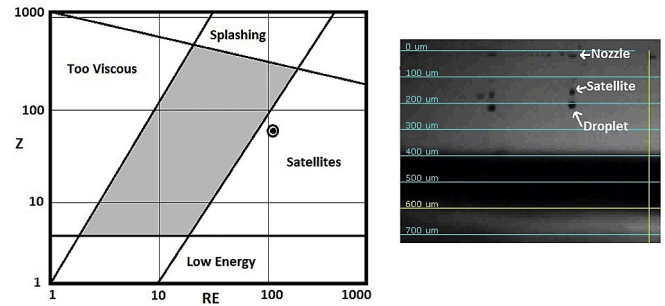 1000
Splashing
Too Viscous
100
Z
Satellites
10
Low Energy
1
1 10 100 1000
RE
0 um
Nozzle
100 um
Satellite
200 um
Droplet
300 um
400 um
500 um
600 um
700 um